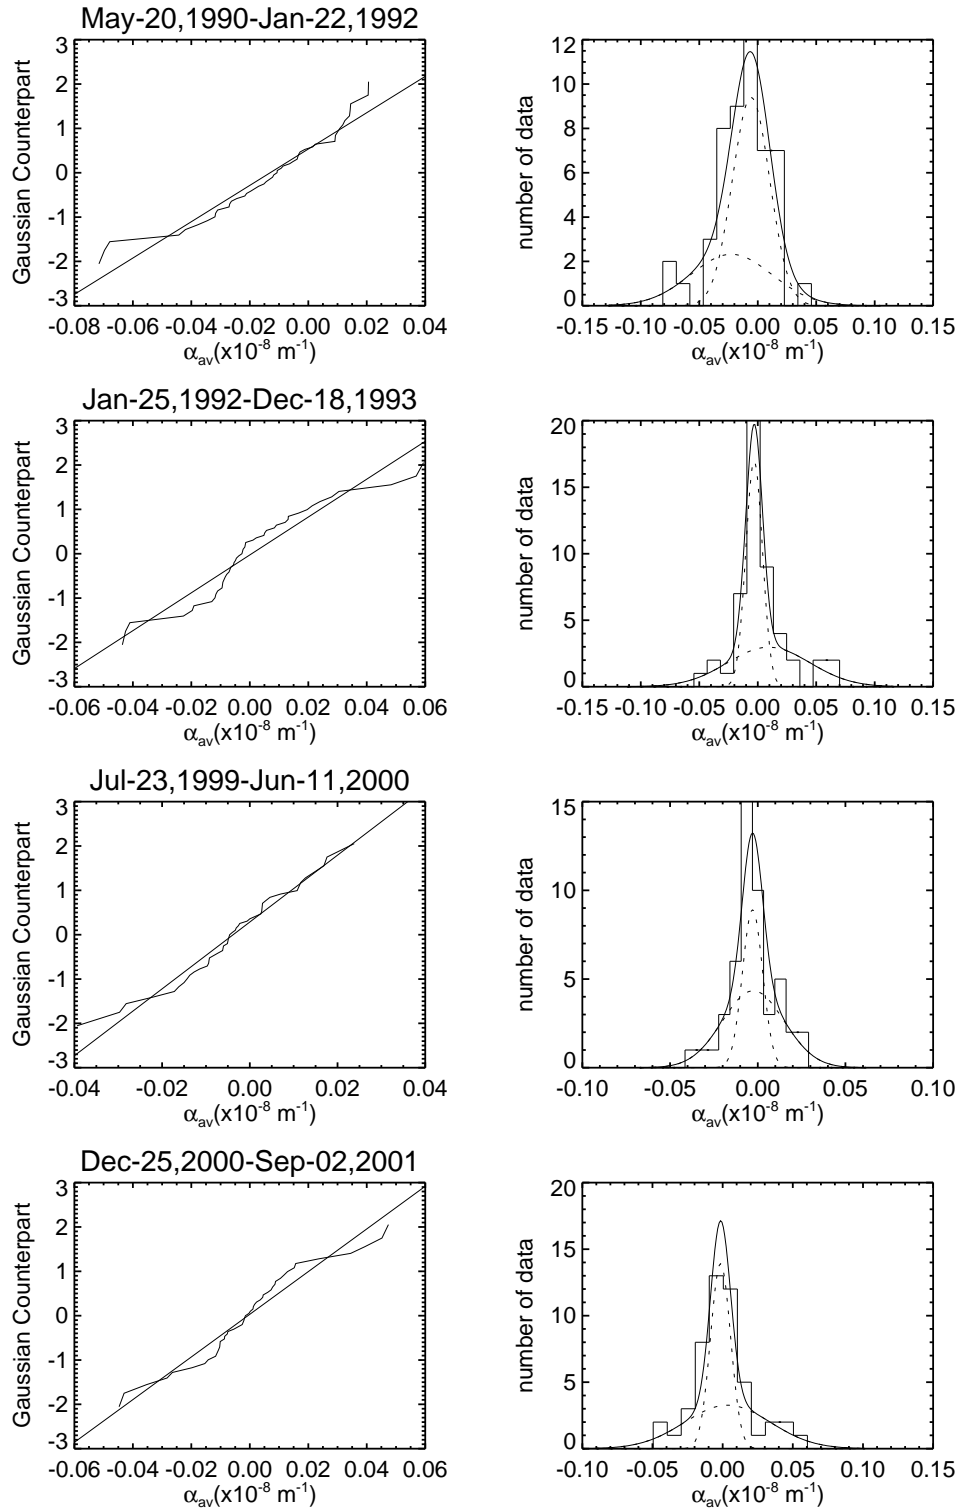 May-20,1990-Jan-22,1992
Gaussian Counterpart
3
2
1
0
-1
-2
-3
-0.08 -0.06 -0.04 -0.02 0.00 0.02 0.04
α_av(x10^-8 m^-1)
number of data
12
10
8
6
4
2
0
-0.15 -0.10 -0.05 0.00 0.05 0.10 0.15
α_av(x10^-8 m^-1)
Jan-25,1992-Dec-18,1993
Gaussian Counterpart
3
2
1
0
-1
-2
-3
-0.06 -0.04 -0.02 0.00 0.02 0.04 0.06
α_av(x10^-8 m^-1)
number of data
20
15
10
5
0
-0.15 -0.10 -0.05 0.00 0.05 0.10 0.15
α_av(x10^-8 m^-1)
Jul-23,1999-Jun-11,2000
Gaussian Counterpart
3
2
1
0
-1
-2
-3
-0.04 -0.02 0.00 0.02 0.04
α_av(x10^-8 m^-1)
number of data
15
10
5
0
-0.10 -0.05 0.00 0.05 0.10
α_av(x10^-8 m^-1)
Dec-25,2000-Sep-02,2001
Gaussian Counterpart
3
2
1
0
-1
-2
-3
-0.06 -0.04 -0.02 0.00 0.02 0.04 0.06
α_av(x10^-8 m^-1)
number of data
20
15
10
5
0
-0.10 -0.05 0.00 0.05 0.10 0.15
α_av(x10^-8 m^-1)